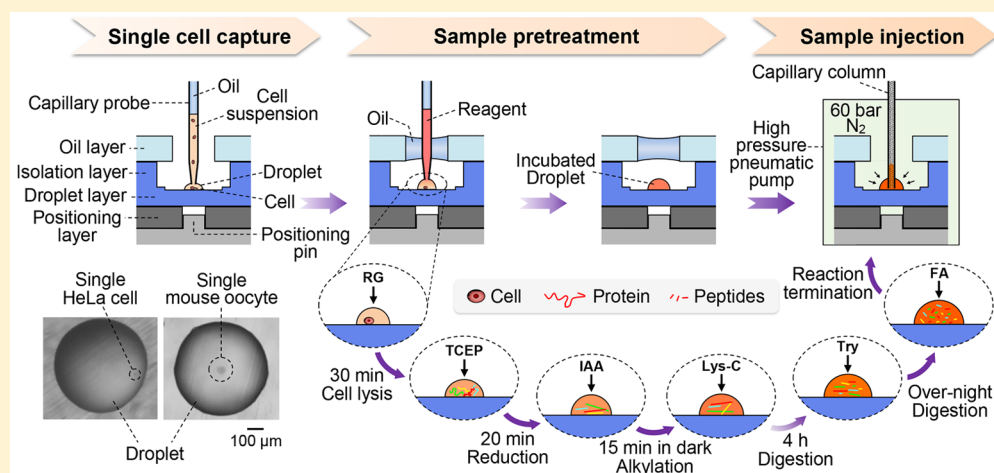 Single cell capture
Sample pretreatment
Sample injection
Oil
Capillary probe
Cell
suspension
Oil layer
Isolation layer
Droplet
Droplet layer
Cell
Positioning
layer
Positioning
pin
Oil
Reagent
Incubated
Droplet
Capillary column
60 bar
N2
High
pressure
pneumatic
pump
Single
HeLa cell
Single
mouse oocyte
Droplet
100 µm
RG
Cell
Protein
Peptides
30 min
Cell lysis
TCEP
20 min
Reduction
IAA
15 min in dark
Alkylation
Lys-C
4 h
Digestion
Try
Over-night
Digestion
FA
Reaction
termination